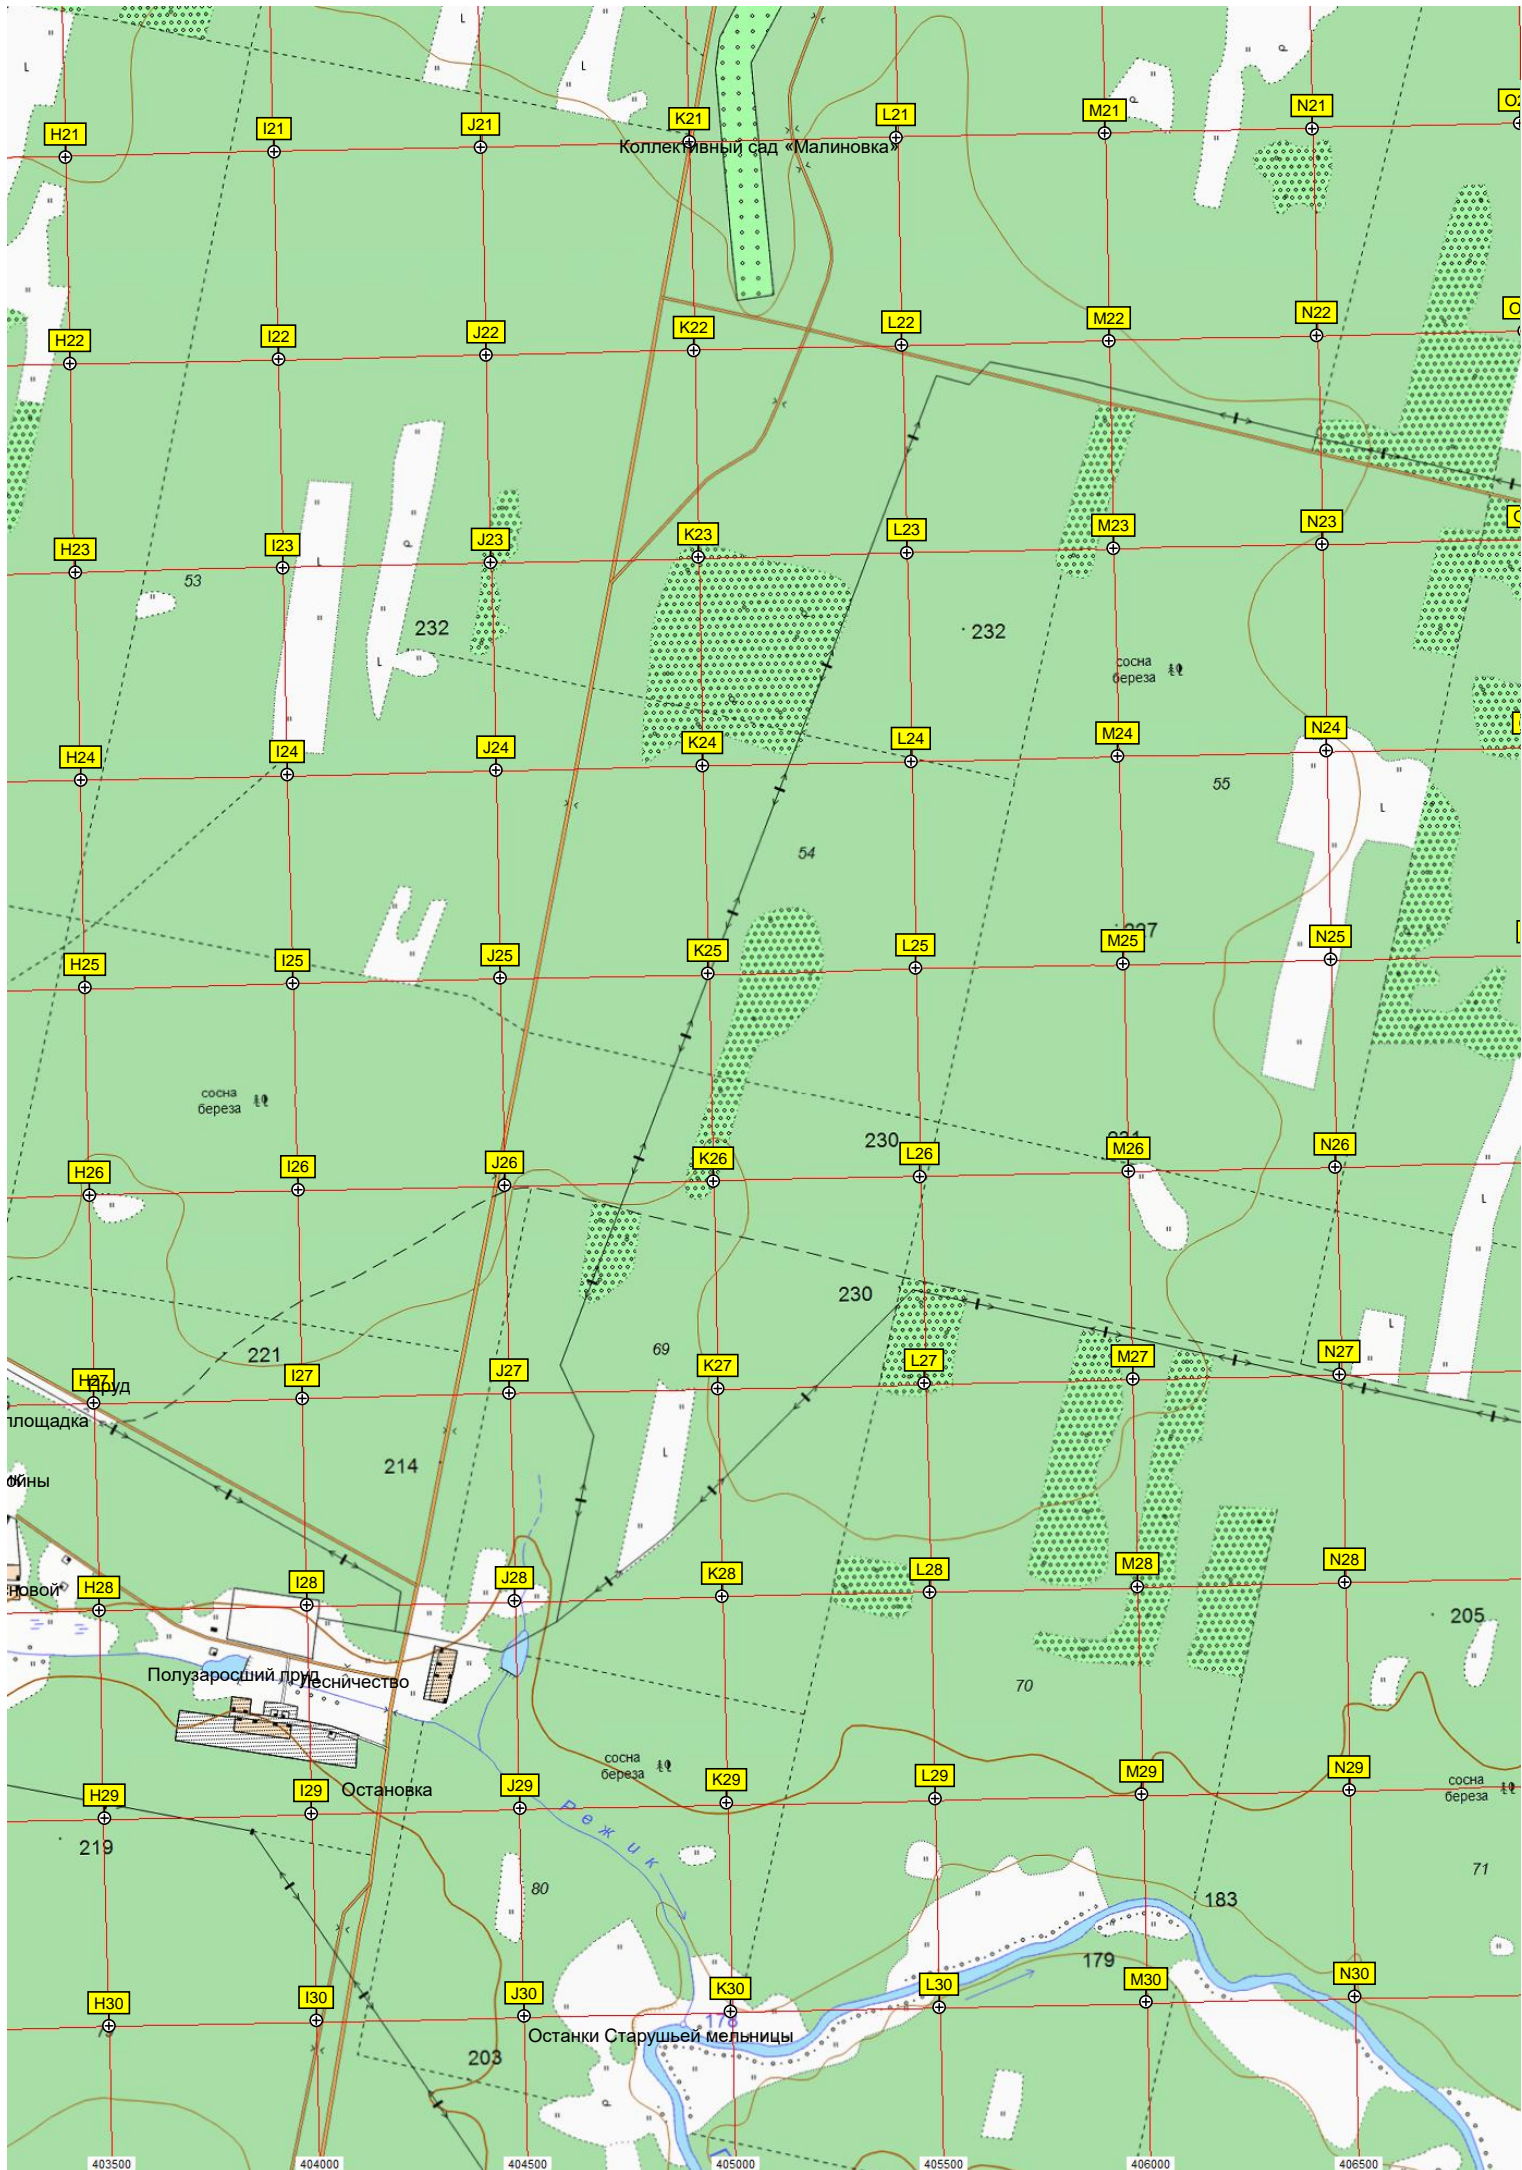 H21 I21 J21 K21 L21 M21 N21
Коллективный сад «Малиновка»
H22 I22 J22 K22 L22 M22 N22
H23 I23 J23 K23 L23 M23 N23
53
232
232
сосна
береза
H24 I24 J24 K24 L24 M24 N24
55
54
H25 I25 J25 K25 L25 M25 N25
сосна
береза
230
H26 I26 J26 K26 L26 M26 N26
230
69
221
H27 I27 J27 K27 L27 M27 N27
площадка
214
H28 I28 J28 K28 L28 M28 N28
205
Полузаросший пруд
Лесничество
70
сосна
береза
сосна
береза
H29 I29 J29 K29 L29 M29 N29
Остановка
Режик
219
80
71
183
179
H30 I30 J30 K30 L30 M30 N30
178
Останки Старушьей мельницы
203
403500 404000 404500 405000 405500 406000 406500